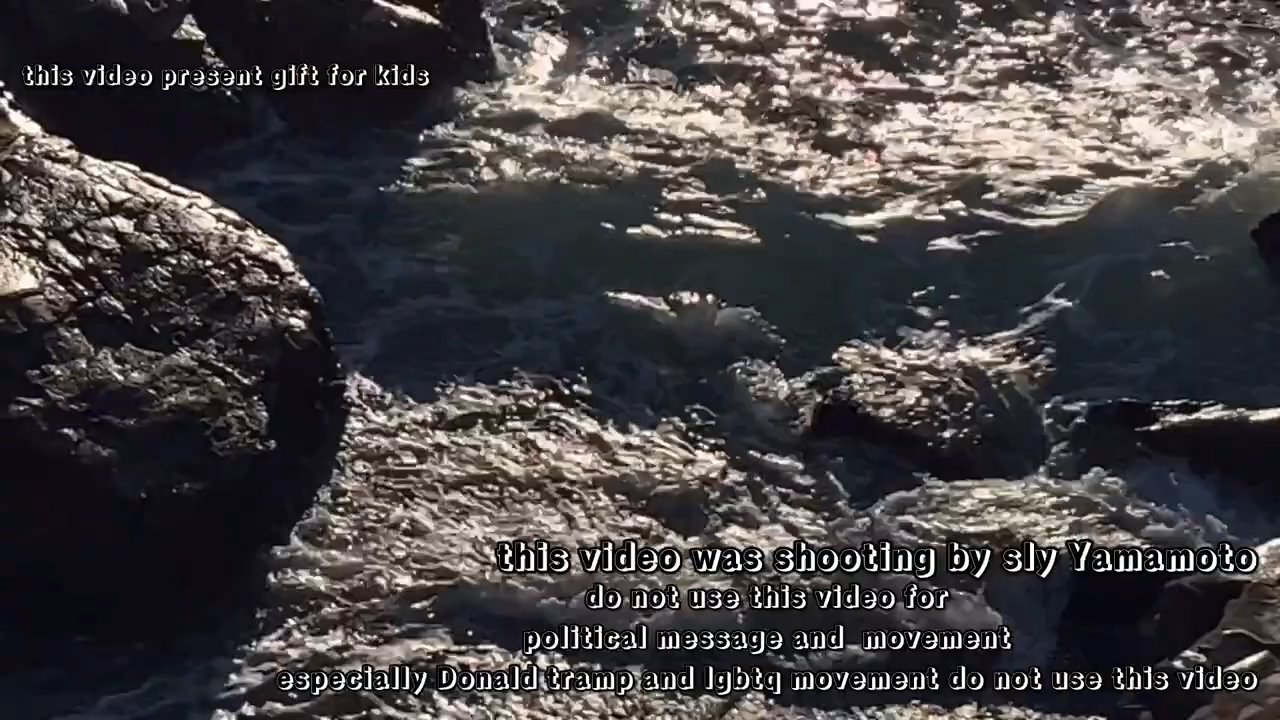 this video present gift for kids
this video was shooting by sly Yamamoto
do not use this video for
political message and movement
especially Donald tramp and lgbtq movement do not use this video